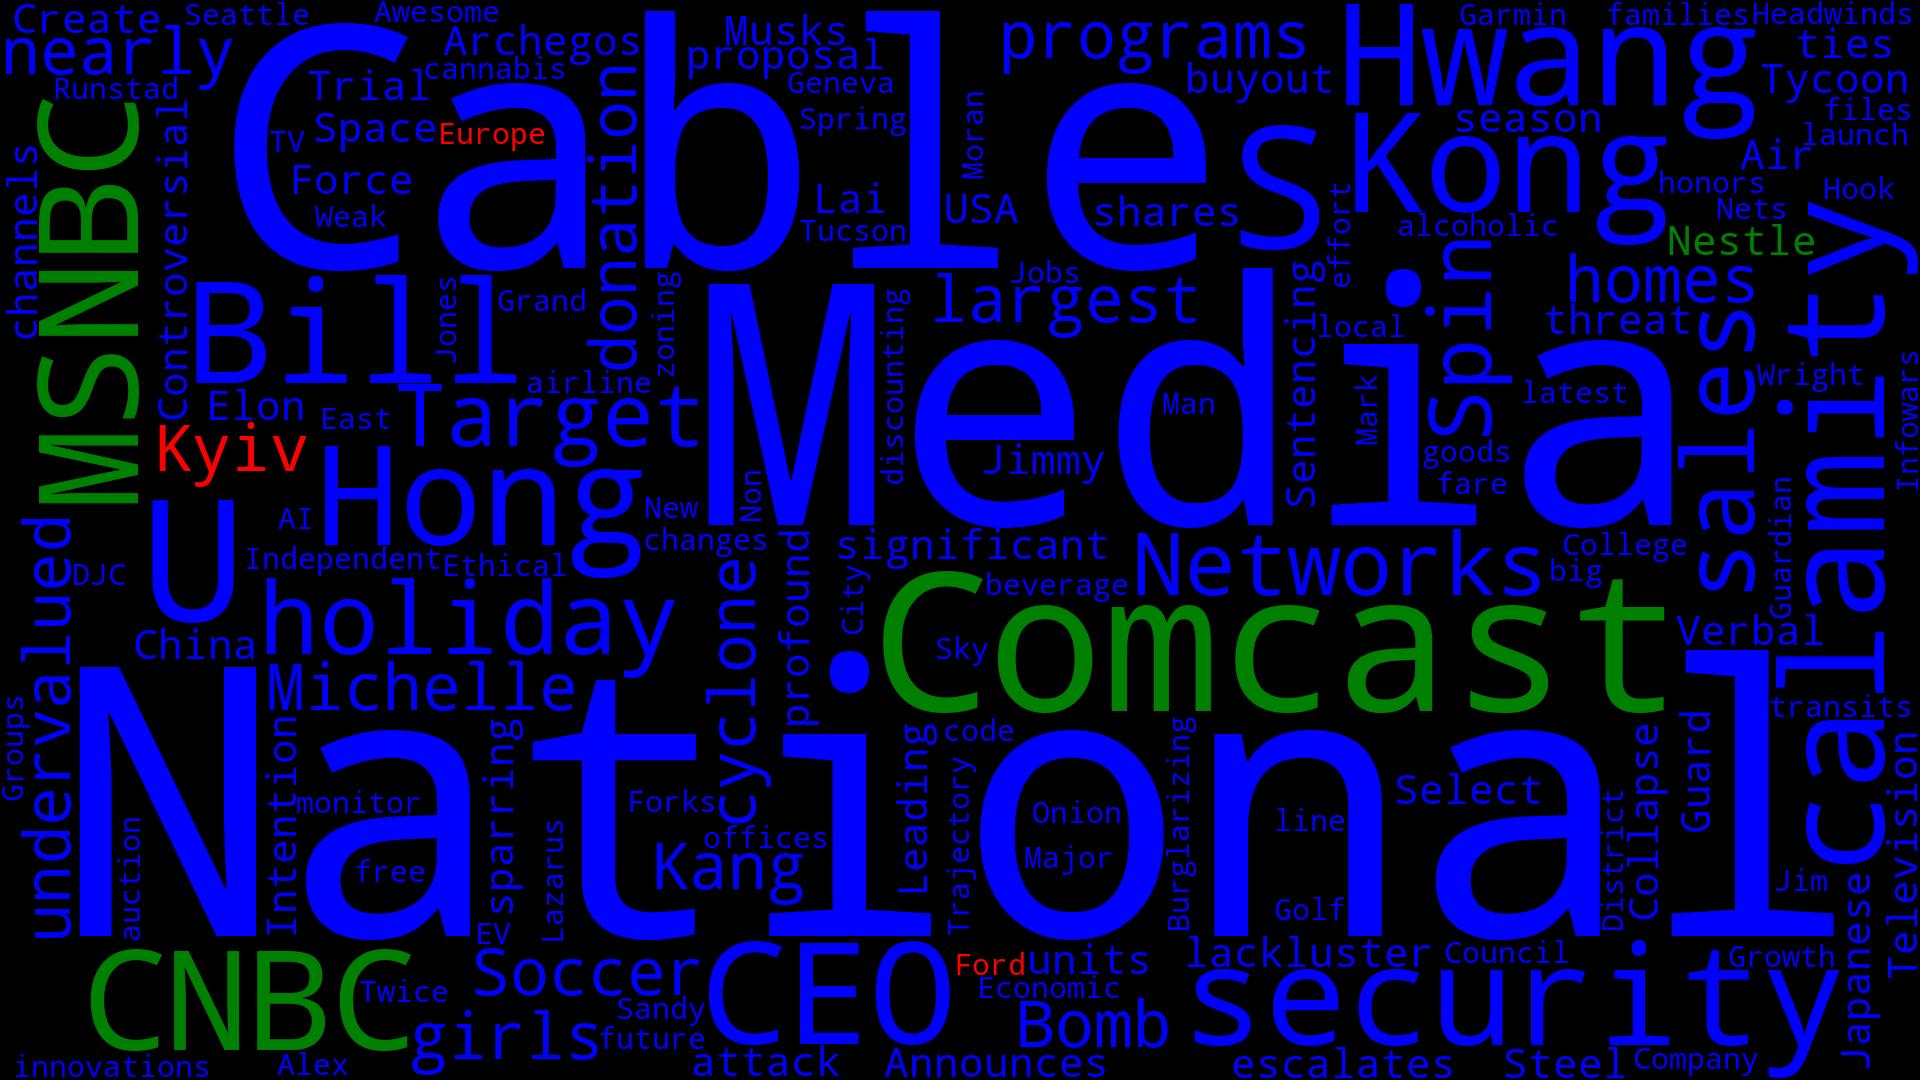 Create
Seattle
Awesome
nearly
Runstad
Cables
Archegos
cannabis
Musks
proposal
Geneva
programs
buyout
Hwang
Garmin
families
Headwinds
ties
Tycoon
files
launch
Trial
TV
Space
Europe
Force
Weak
donation
Spring
Moran
Lai
Tucson
USA
shares
effort
Kong
season
Air
honors
Hook
Nets
alcoholic
Nestle
channels
MSNBC
Controversial
Bill
Jones
Grand
zoning
airline
Media
discounting
largest
Jobs
Sentencing
local
Spin
homes
threat
calamity
Elon
East
Target
Kyiv
Man
Mark
latest
sales
Wright
Infowars
Hong
AI
New
changes
Non
Jimmy
goods
fare
U
Independent
Ethical
DJC
undervalued
significant
Networks
College
big
Guardian
China
holiday
cyclone
profound
City
beverage
Comcast
Sky
Verbal
Michelle
National
Groups
transits
Intention
monitor
free
sparring
Lazarus
Forks
offices
Kang
Leading
code
Trajectory
Onion
Major
Burglarizing
line
Golf
Select
District
Collapse
Guard
Jim
Television
auction
EV
CNBC
Twice
Soccer
Sandy
future
CEO
Ford
units
Economic
Bomb
lackluster
Council
security
Growth
Japanese
innovations
Alex
girls
attack
Announces
escalates
Steel
Company